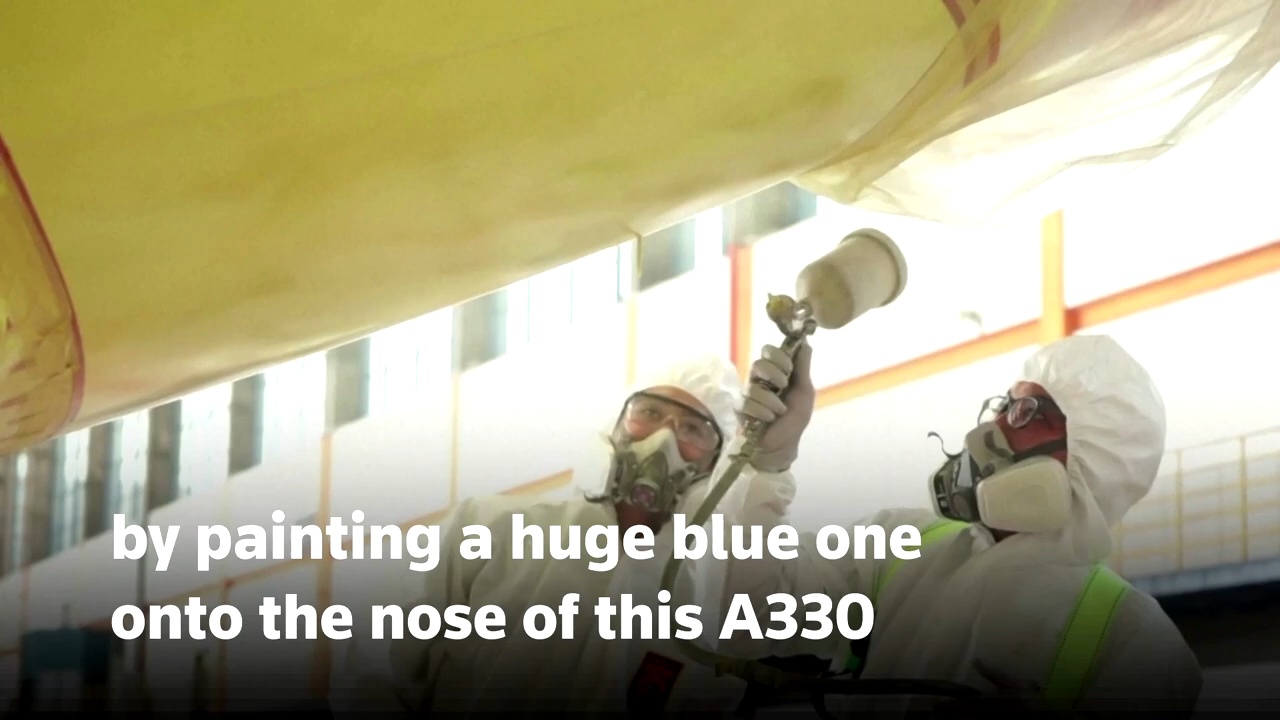 by painting a huge blue one
onto the nose of this A330